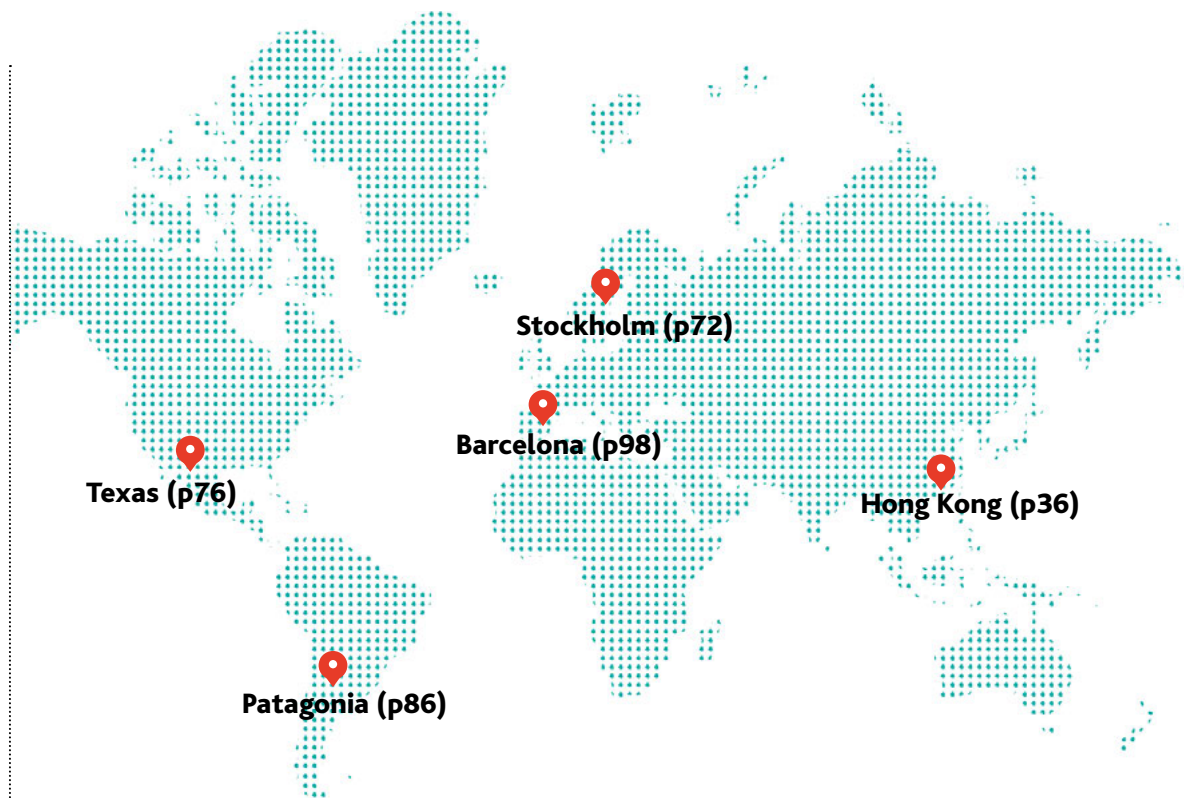 Stockholm (p72)
Barcelona (p98)
Texas (p76)
Hong Kong (p36)
Patagonia (p86)